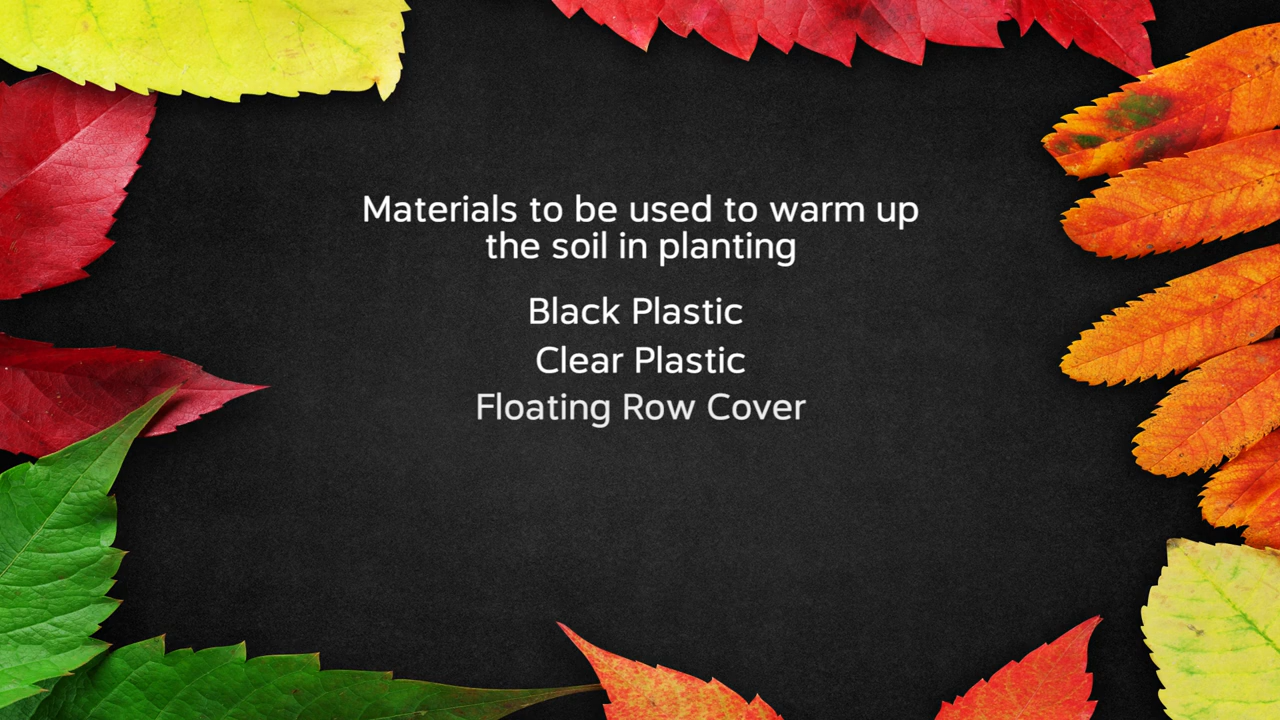 Materials to be used to warm up
the soil in planting
Black Plastic
Clear Plastic
Floating Row Cover